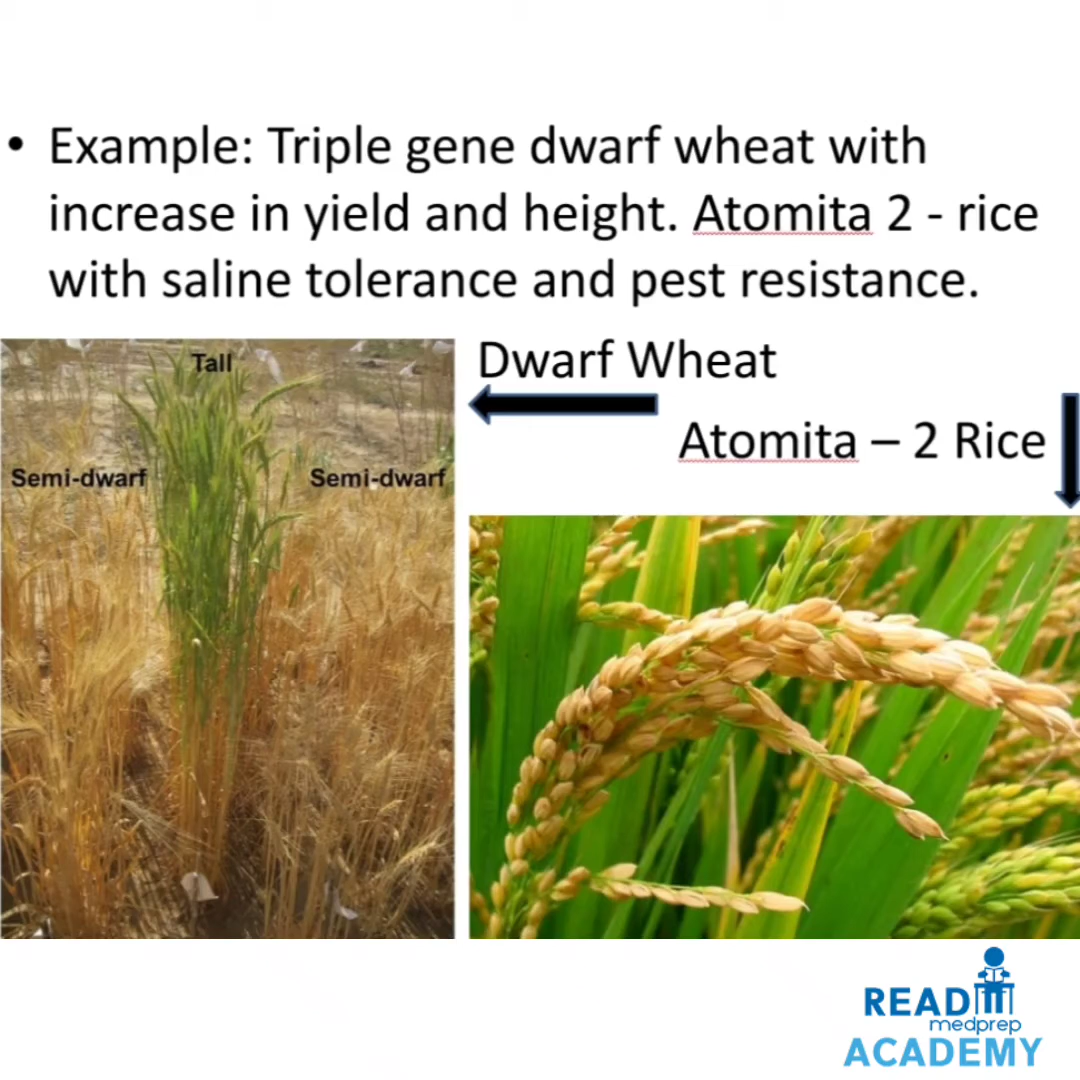 • Example: Triple gene dwarf wheat with
increase in yield and height. Atomita 2 - rice
with saline tolerance and pest resistance.
Dwarf Wheat
Atomita – 2 Rice
Tall
Semi-dwarf
Semi-dwarf
READ
medprep
ACADEMY